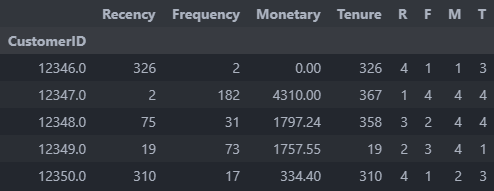 Recency Frequency Monetary Tenure R F M T
CustomerID
12346.0 326 2 0.00 326 4 1 1 3
12347.0 2 182 4310.00 367 1 4 4 4
12348.0 75 31 1797.24 358 3 2 4 4
12349.0 19 73 1757.55 19 2 3 4 1
12350.0 310 17 334.40 310 4 1 2 3